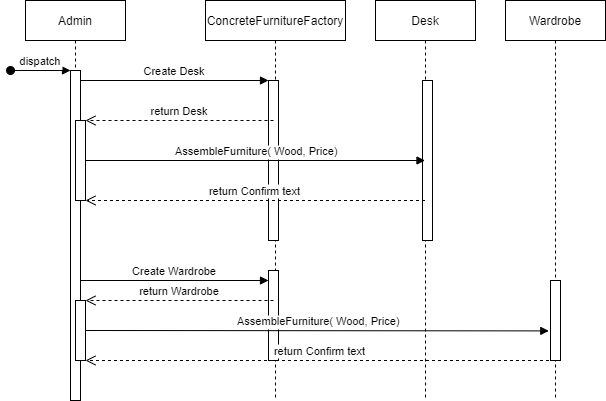 Admin
ConcreteFurnitureFactory
Desk
Wardrobe
dispatch
Create Desk
return Desk
AssembleFurniture( Wood, Price)
return Confirm text
Create Wardrobe
return Wardrobe
AssembleFurniture( Wood, Price)
return Confirm text